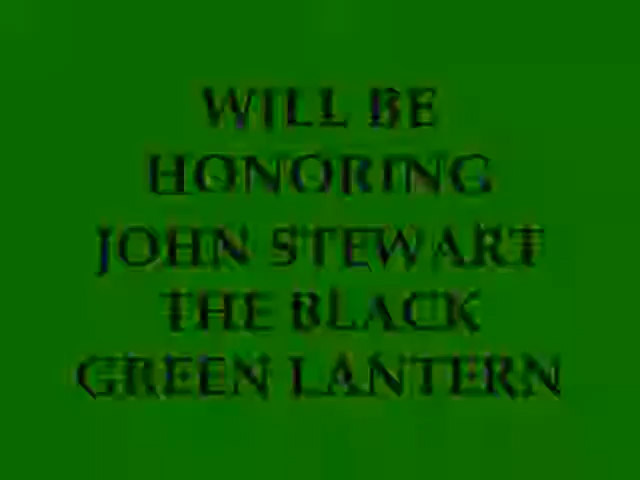 WILL BE
HONORING
JOHN STEWART
THE BLACK
GREEN LANTERN